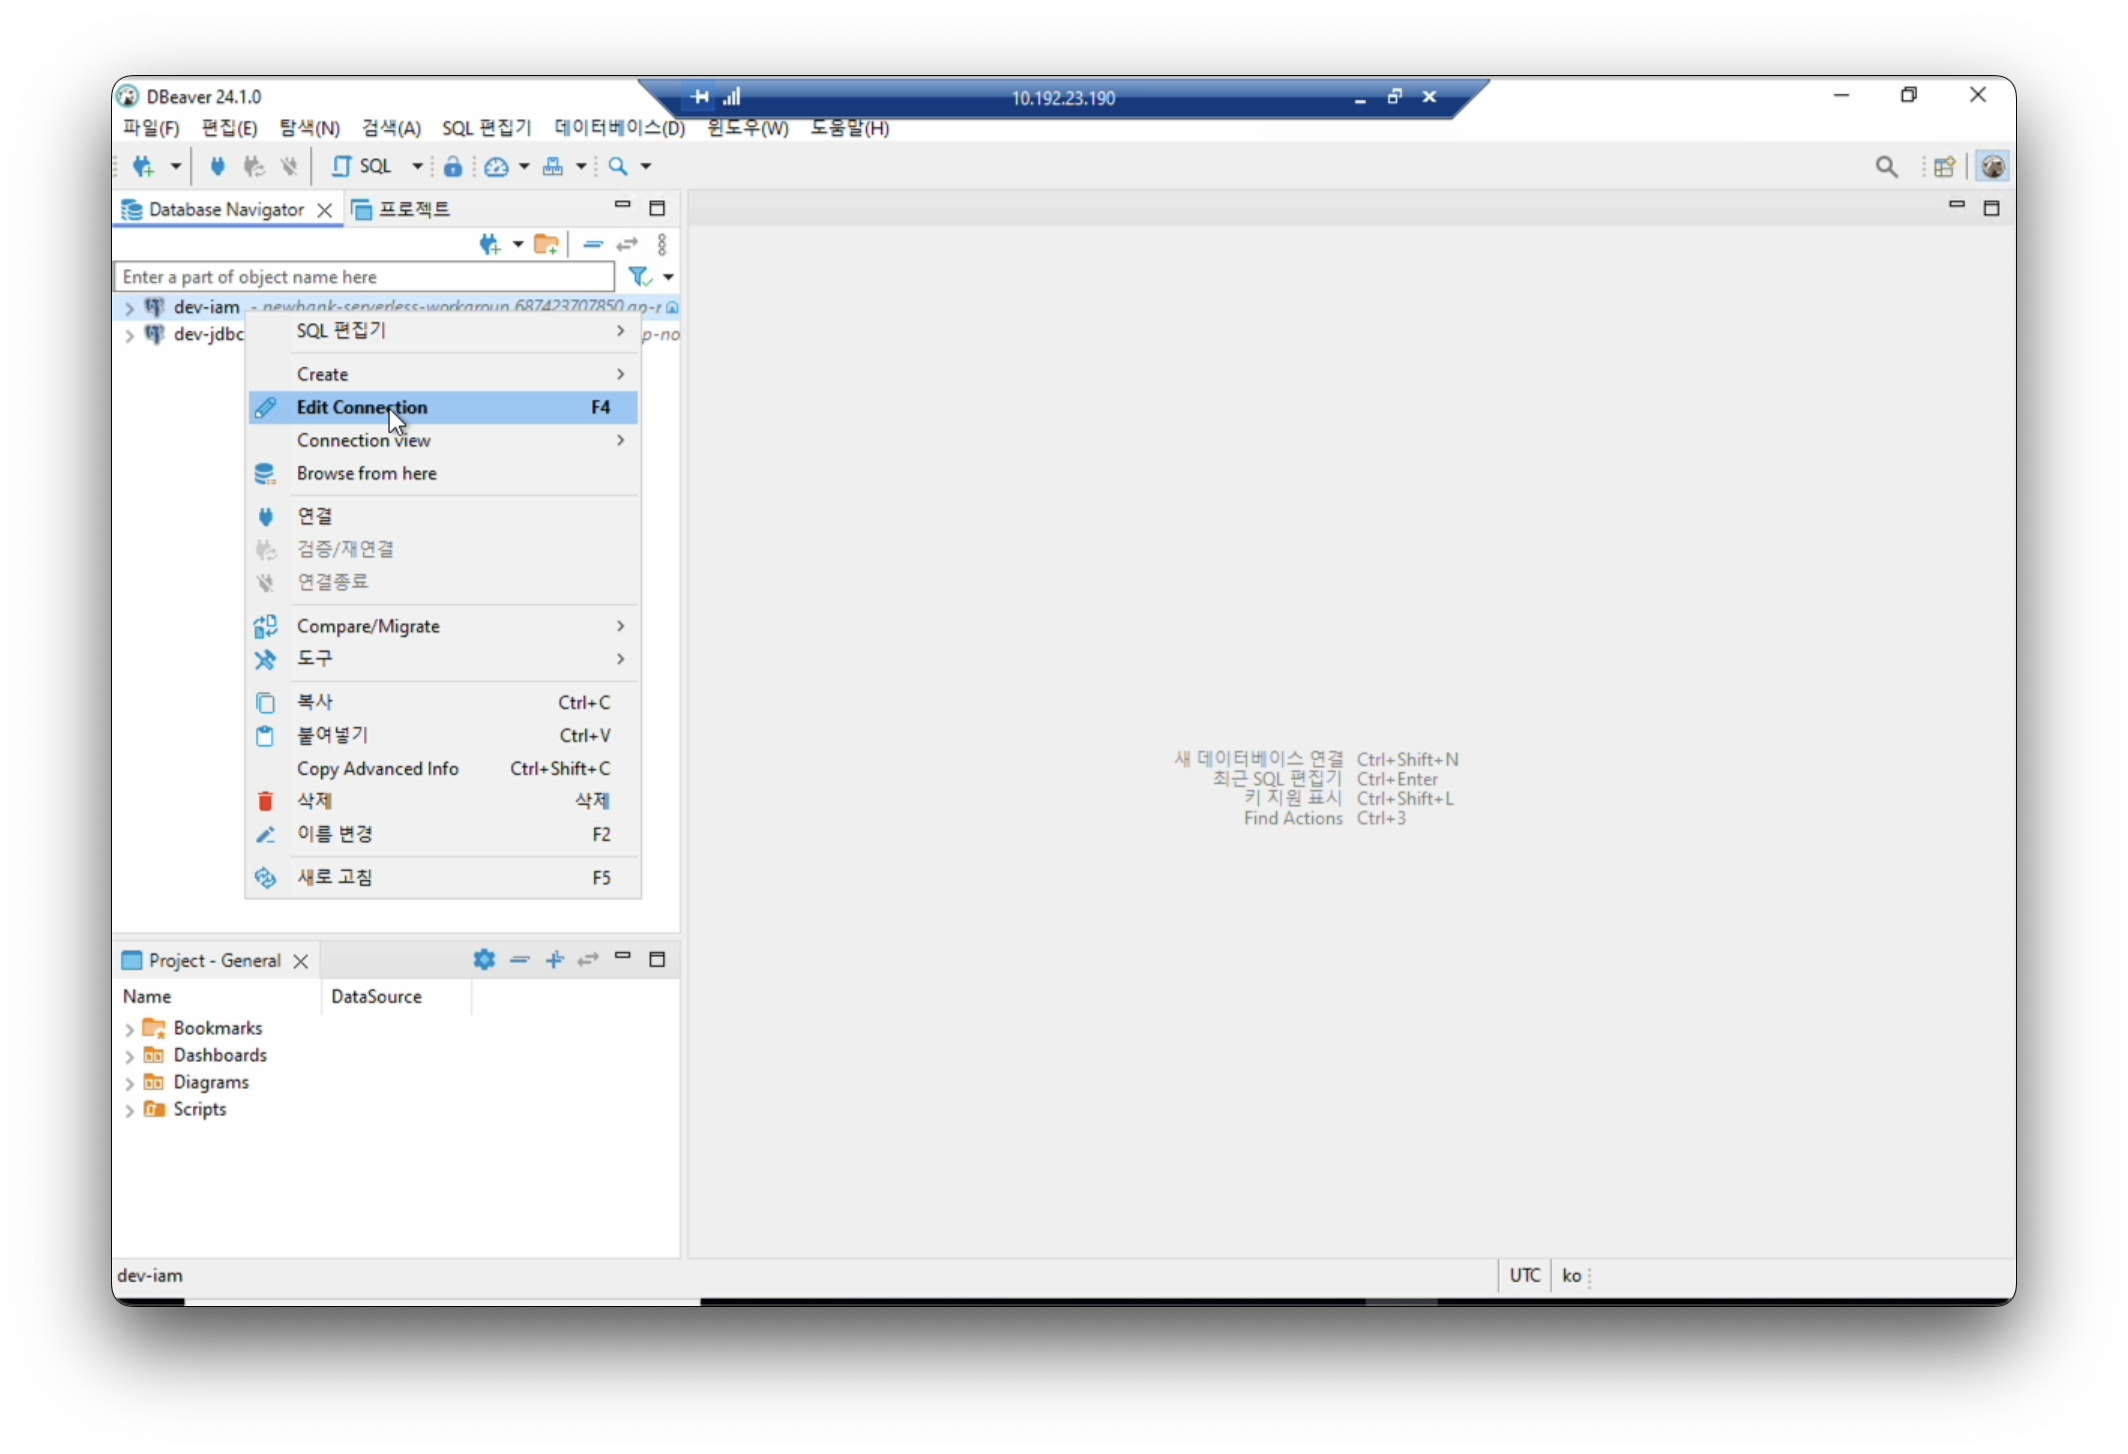 DBeaver 24.1.0
10.192.23.190
파일(F) 편집(E) 탐색(N) 검색(A) SQL 편집기 데이터베이스(D) 윈도우(W) 도움말(H)
SQL
Database Navigator 프로젝트
Enter a part of object name here
dev-iam - newbank-serverless-workgroup.687423707850.ap-r
dev-jdbc p-no
SQL 편집기
Create
Edit Connection F4
Connection view
Browse from here
연결
검증/재연결
연결종료
Compare/Migrate
도구
복사 Ctrl+C
붙여넣기 Ctrl+V
Copy Advanced Info Ctrl+Shift+C
삭제 삭제
이름 변경 F2
새로 고침 F5
새 데이터베이스 연결 Ctrl+Shift+N
최근 SQL 편집기 Ctrl+Enter
키 지원 표시 Ctrl+Shift+L
Find Actions Ctrl+3
Project - General
Name DataSource
Bookmarks
Dashboards
Diagrams
Scripts
dev-iam UTC ko